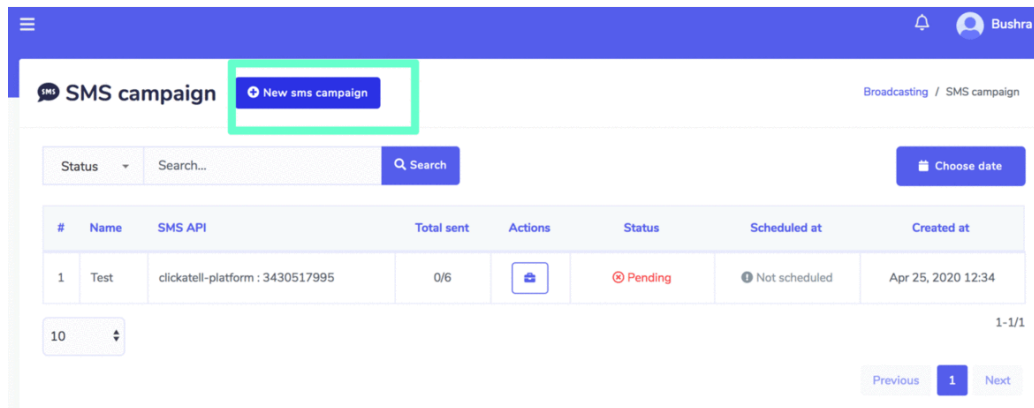 Bushra
SMS SMS campaign New sms campaign Broadcasting / SMS campaign
Status Search... Search Choose date
# Name SMS API Total sent Actions Status Scheduled at Created at
1 Test clickatell-platform : 3430517995 0/6 Pending Not scheduled Apr 25, 2020 12:34
10 1-1/1
Previous 1 Next